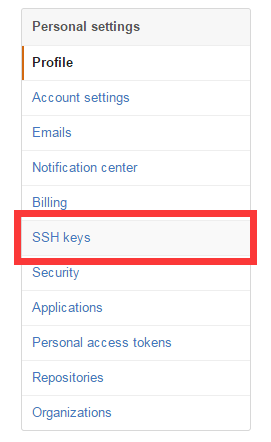 Personal settings
Profile
Account settings
Emails
Notification center
Billing
SSH keys
Security
Applications
Personal access tokens
Repositories
Organizations